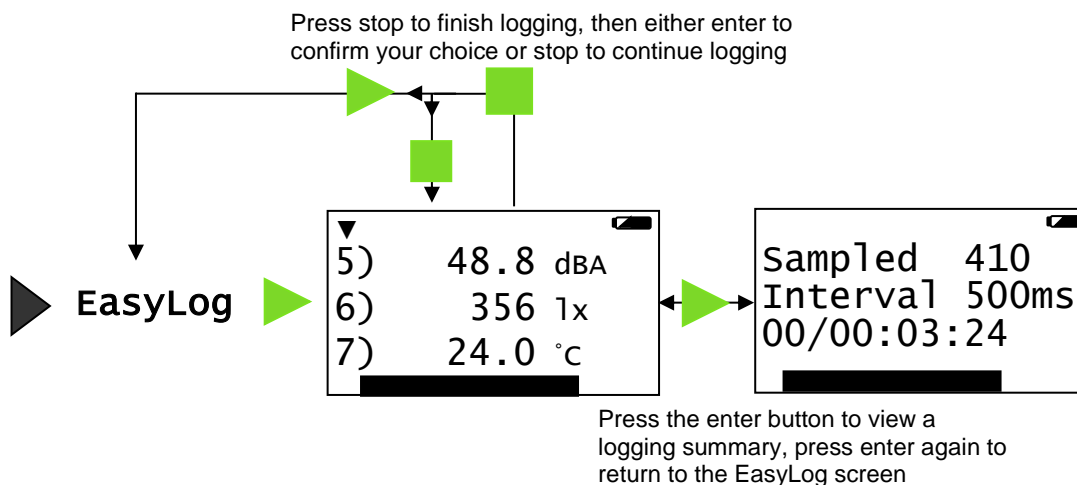 Press stop to finish logging, then either enter to
confirm your choice or stop to continue logging
EasyLog
5) 48.8 dBA
6) 356 lx
7) 24.0 °C
Sampled 410
Interval 500ms
00/00:03:24
Press the enter button to view a
logging summary, press enter again to
return to the EasyLog screen